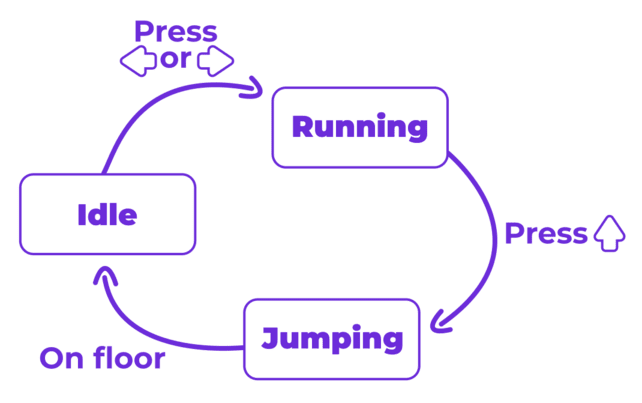 Press
or
Running
Idle
Press
Jumping
On floor